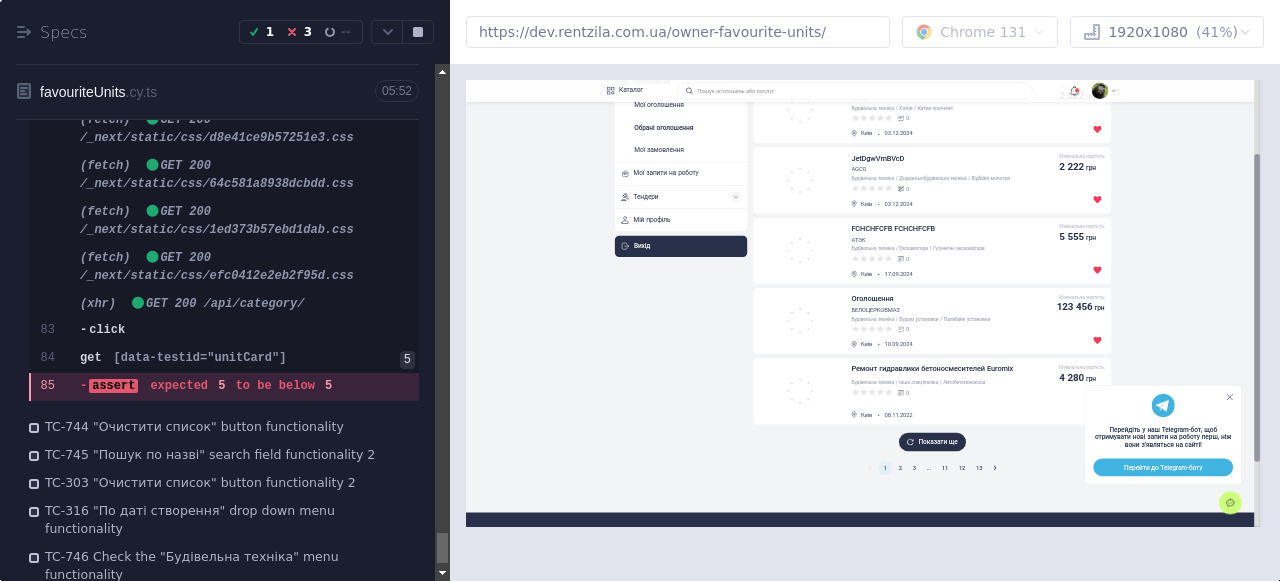 Specs
1
3
--
favouriteUnits.cy.ts
05:52
(fetch) GET 200
/_next/static/css/d8e41ce9b57251e3.css
(fetch) GET 200
/_next/static/css/64c581a8938dcbdd.css
(fetch) GET 200
/_next/static/css/1ed373b57ebd1dab.css
(fetch) GET 200
/_next/static/css/efc0412e2eb2f95d.css
(xhr) GET 200 /api/category/
83 -click
84 get [data-testid="unitCard"] 5
85 -assert expected 5 to be below 5
TC-744 "Очистити список" button functionality
TC-745 "Пошук по назві" search field functionality 2
TC-303 "Очистити список" button functionality 2
TC-316 "По даті створення" drop down menu
functionality
TC-746 Check the "Будівельна техніка" menu
functionality
https://dev.rentzila.com.ua/owner-favourite-units/
Chrome 131
1920x1080 (41%)
Каталог
Пошук оголошень або послуг
Мої оголошення
Обрані оголошення
Мої замовлення
Мої запити на роботу
Тендери
Мій профіль
Вихід
Будівельна техніка / Катки / Катки причіпні
0
Київ • 03.12.2024
JetDgwVmBVcD
AGCO
Будівельна техніка / Дорожньо-будівельна техніка / Відбійні молотки
0
Київ • 03.12.2024
Мінімальна вартість
2 222 грн
FCHCHFCFB FCHCHFCFB
АТЭК
Будівельна техніка / Екскаватори / Гусеничні екскаватори
0
Київ • 17.09.2024
Мінімальна вартість
5 555 грн
Оголошення
БЕЛОЦЕРКОВМАЗ
Будівельна техніка / Бурові установки / Палебійні установки
0
Київ • 10.09.2024
Мінімальна вартість
123 456 грн
Ремонт гидравлики бетоносмесителей Euromix
Будівельна техніка / Інша спецтехніка / Автобетононасоси
0
Київ • 08.11.2022
Мінімальна вартість
4 280 грн
Показати ще
1 2 3 ... 11 12 13
Перейдіть у наш Telegram-бот, щоб
отримувати нові запити на роботу перш, ніж
вони з'являться на сайті!
Перейти до Telegram-боту